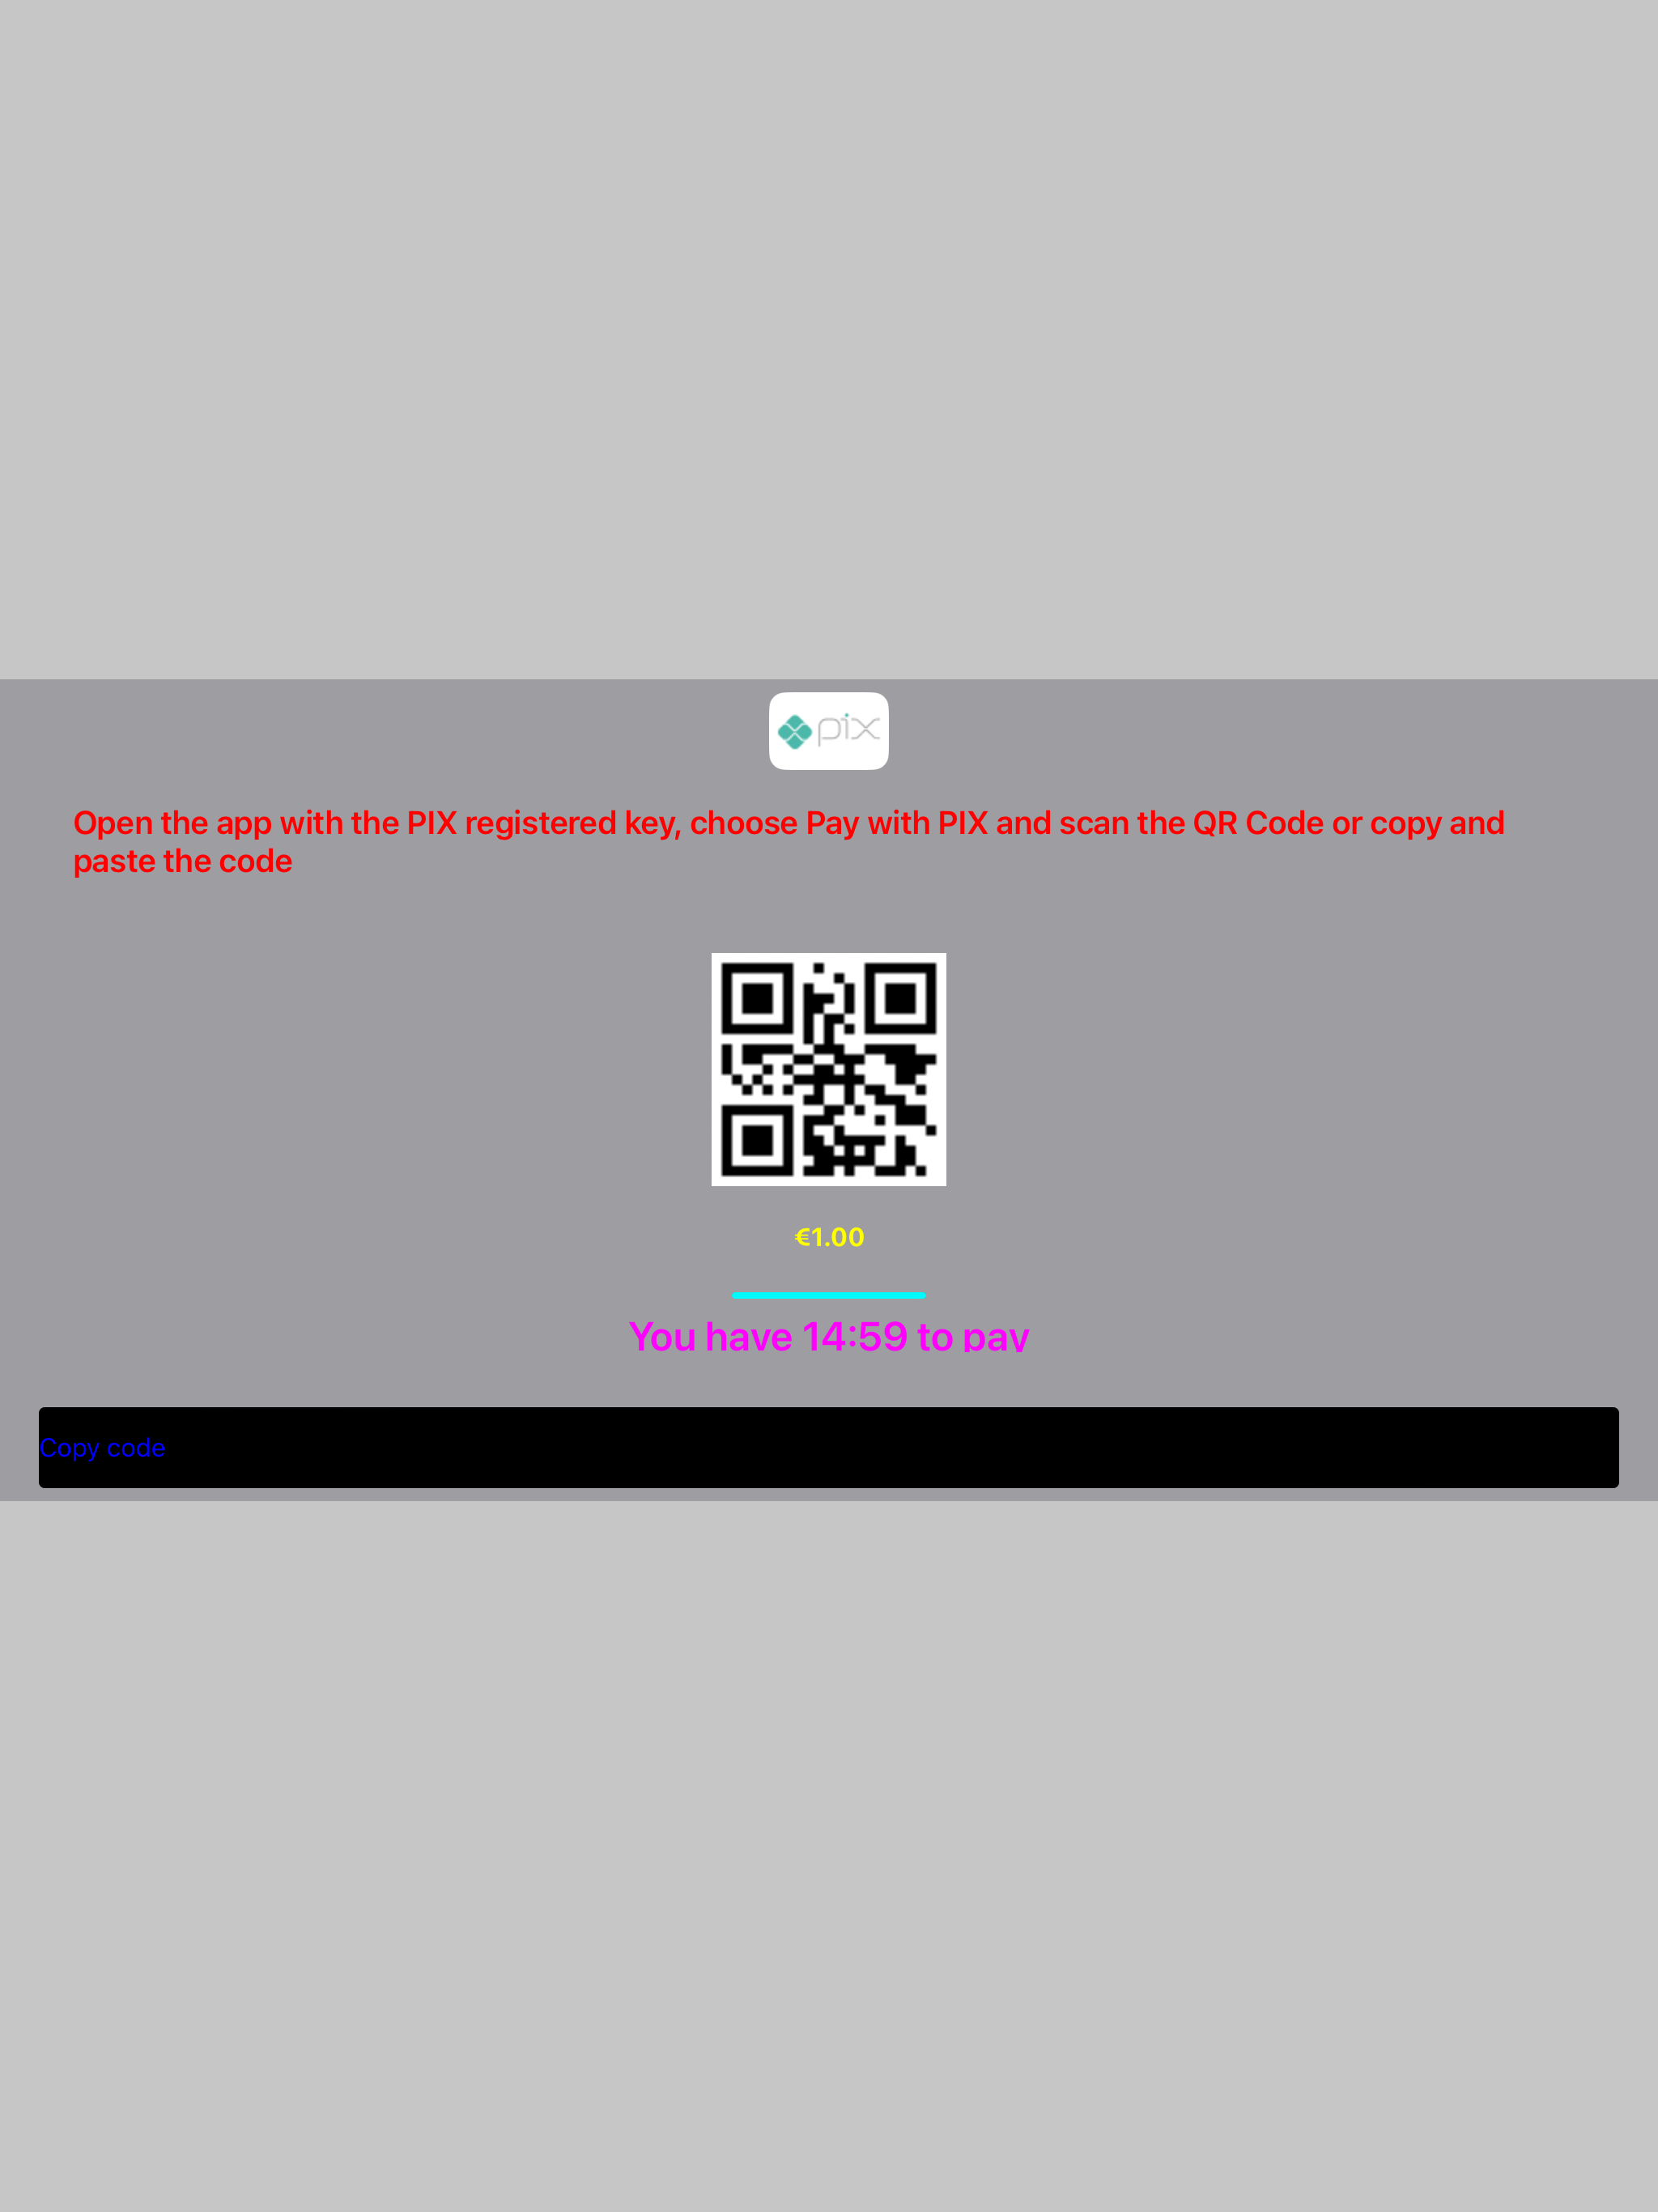 pix
Open the app with the PIX registered key, choose Pay with PIX and scan the QR Code or copy and
paste the code
€1.00
You have 14:59 to pay
Copy code